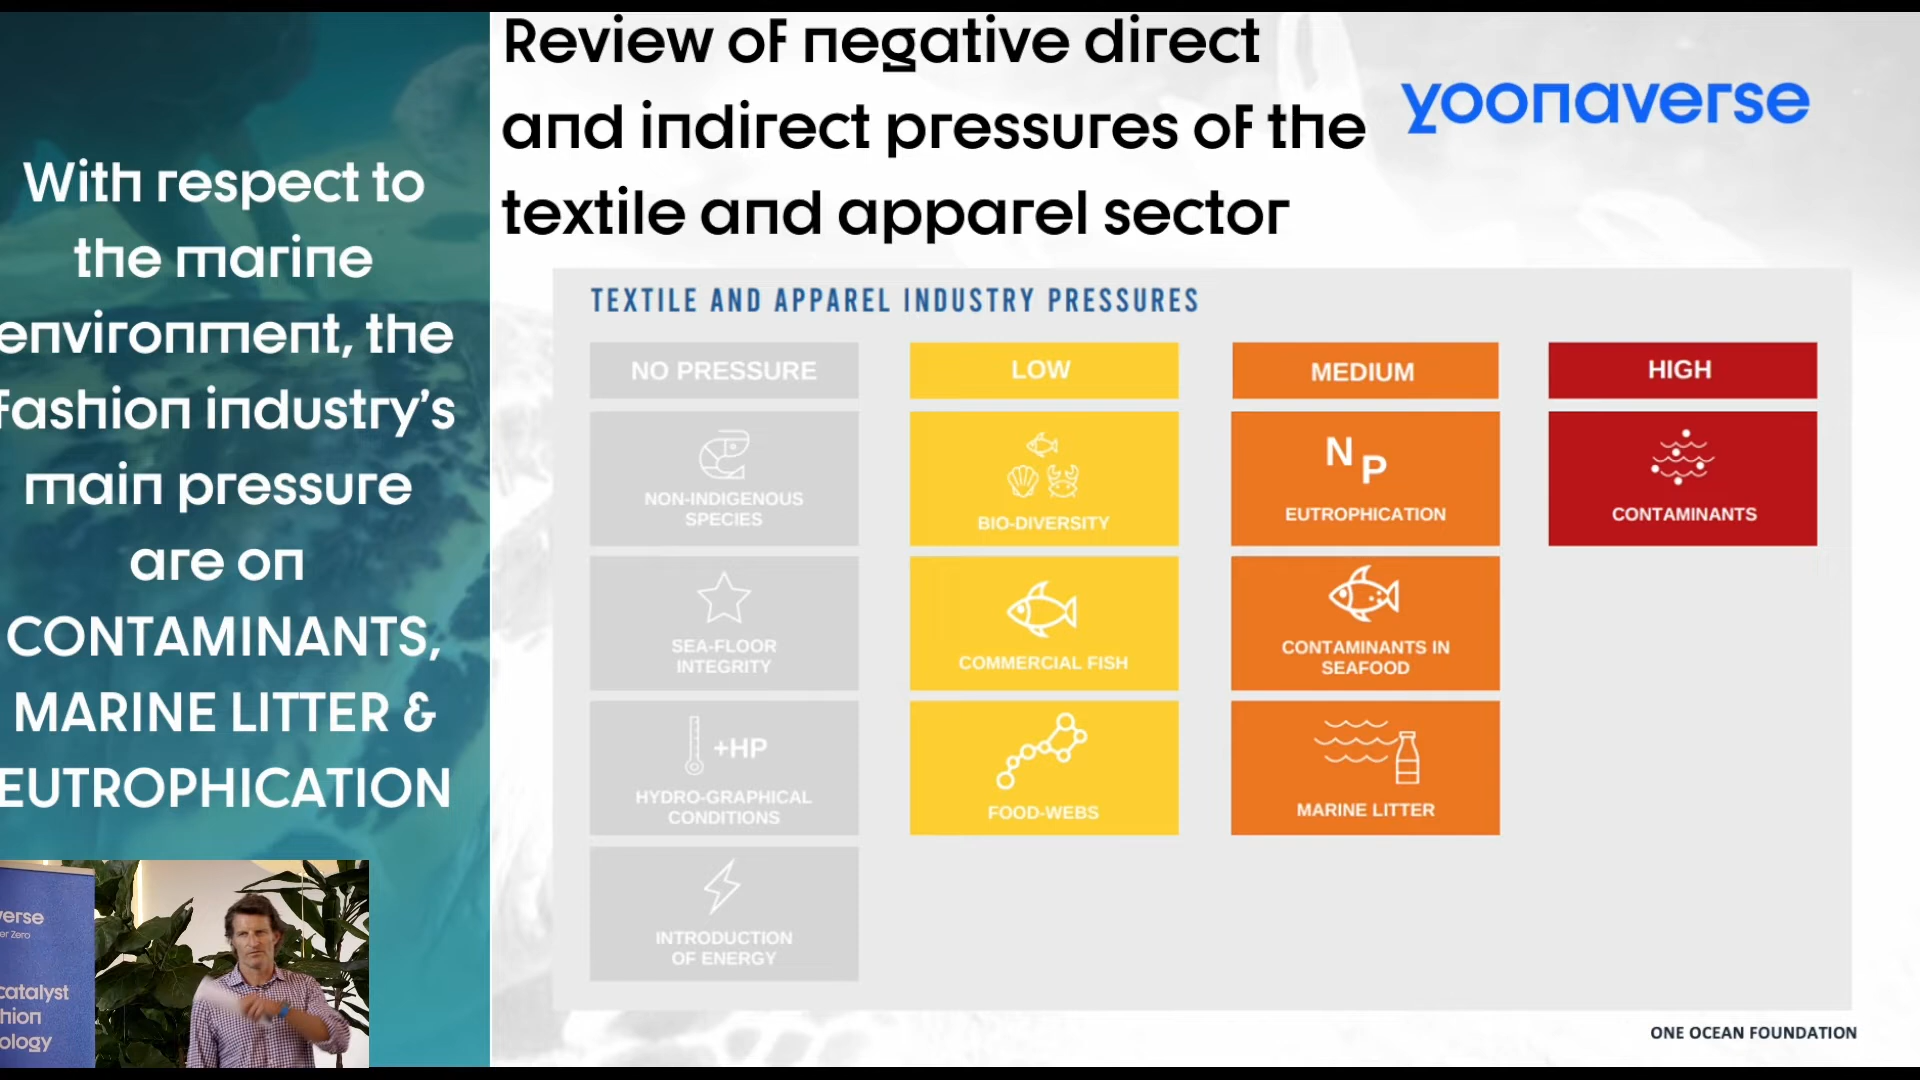 With respect to
the marine
environment, the
fashion industry's
main pressure
are on
CONTAMINANTS,
MARINE LITTER &
EUTROPHICATION
Review of negative direct
and indirect pressures of the
textile and apparel sector
yoonaverse
TEXTILE AND APPAREL INDUSTRY PRESSURES
NO PRESSURE
LOW
MEDIUM
HIGH
NON-INDIGENOUS
SPECIES
BIO-DIVERSITY
N P
EUTROPHICATION
CONTAMINANTS
SEA-FLOOR
INTEGRITY
COMMERCIAL FISH
CONTAMINANTS IN
SEAFOOD
+HP
HYDRO-GRAPHICAL
CONDITIONS
FOOD-WEBS
MARINE LITTER
INTRODUCTION
OF ENERGY
ONE OCEAN FOUNDATION
verse
er Zero
catalyst
hion
ology